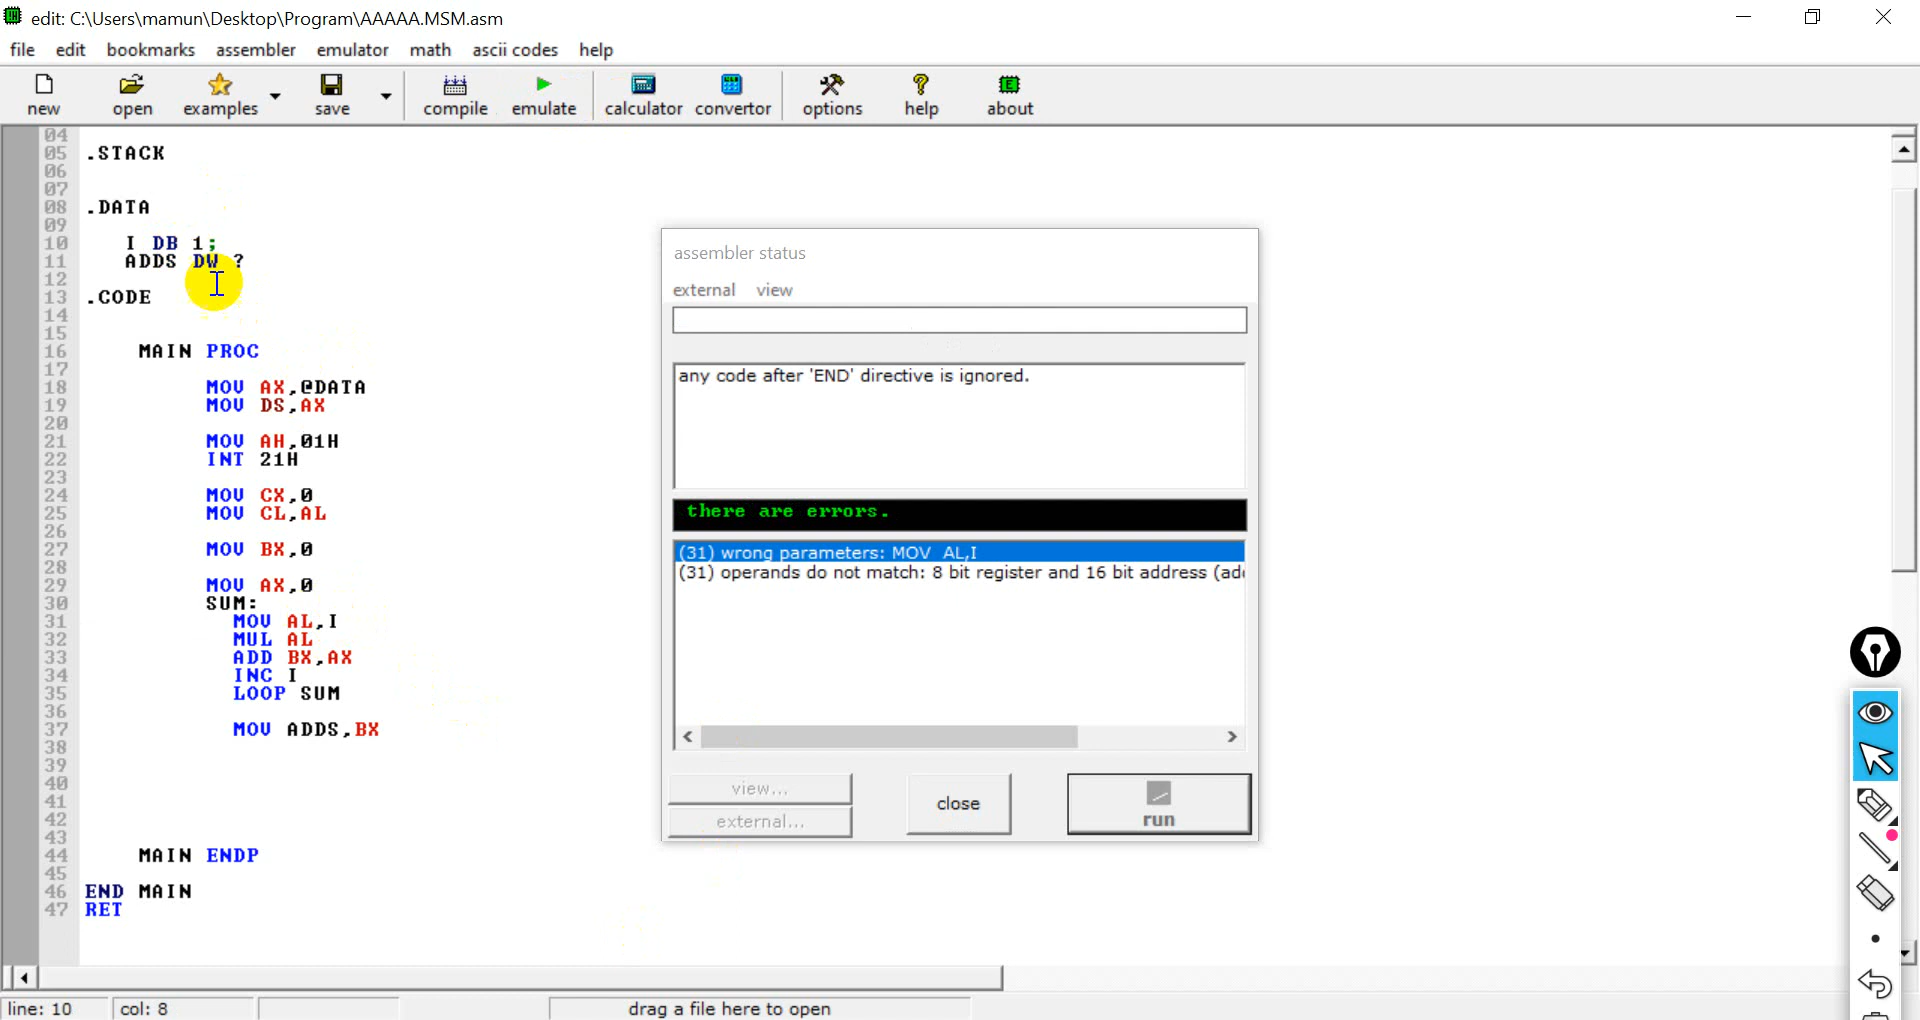 edit: C:\Users\mamun\Desktop\Program\AAAAA.MSM.asm
file edit bookmarks assembler emulator math ascii codes help
new open examples save compile emulate calculator convertor options help about
04
05 .STACK
06
07
08 .DATA
09
10 I DB 1;
11 ADDS DW ?
12
13 .CODE
14
15
16 MAIN PROC
17
18 MOV AX,@DATA
19 MOV DS,AX
20
21 MOV AH,01H
22 INT 21H
23
24 MOV CX,0
25 MOV CL,AL
26
27 MOV BX,0
28
29 MOV AX,0
30 SUM:
31 MOV AL,I
32 MUL AL
33 ADD BX,AX
34 INC I
35 LOOP SUM
36
37 MOV ADDS,BX
38
39
40
41
42
43
44 MAIN ENDP
45
46 END MAIN
47 RET
assembler status
external view
any code after 'END' directive is ignored.
there are errors.
(31) wrong parameters: MOV AL,I
(31) operands do not match: 8 bit register and 16 bit address (ad
view...
external...
close
run
line: 10 col: 8 drag a file here to open